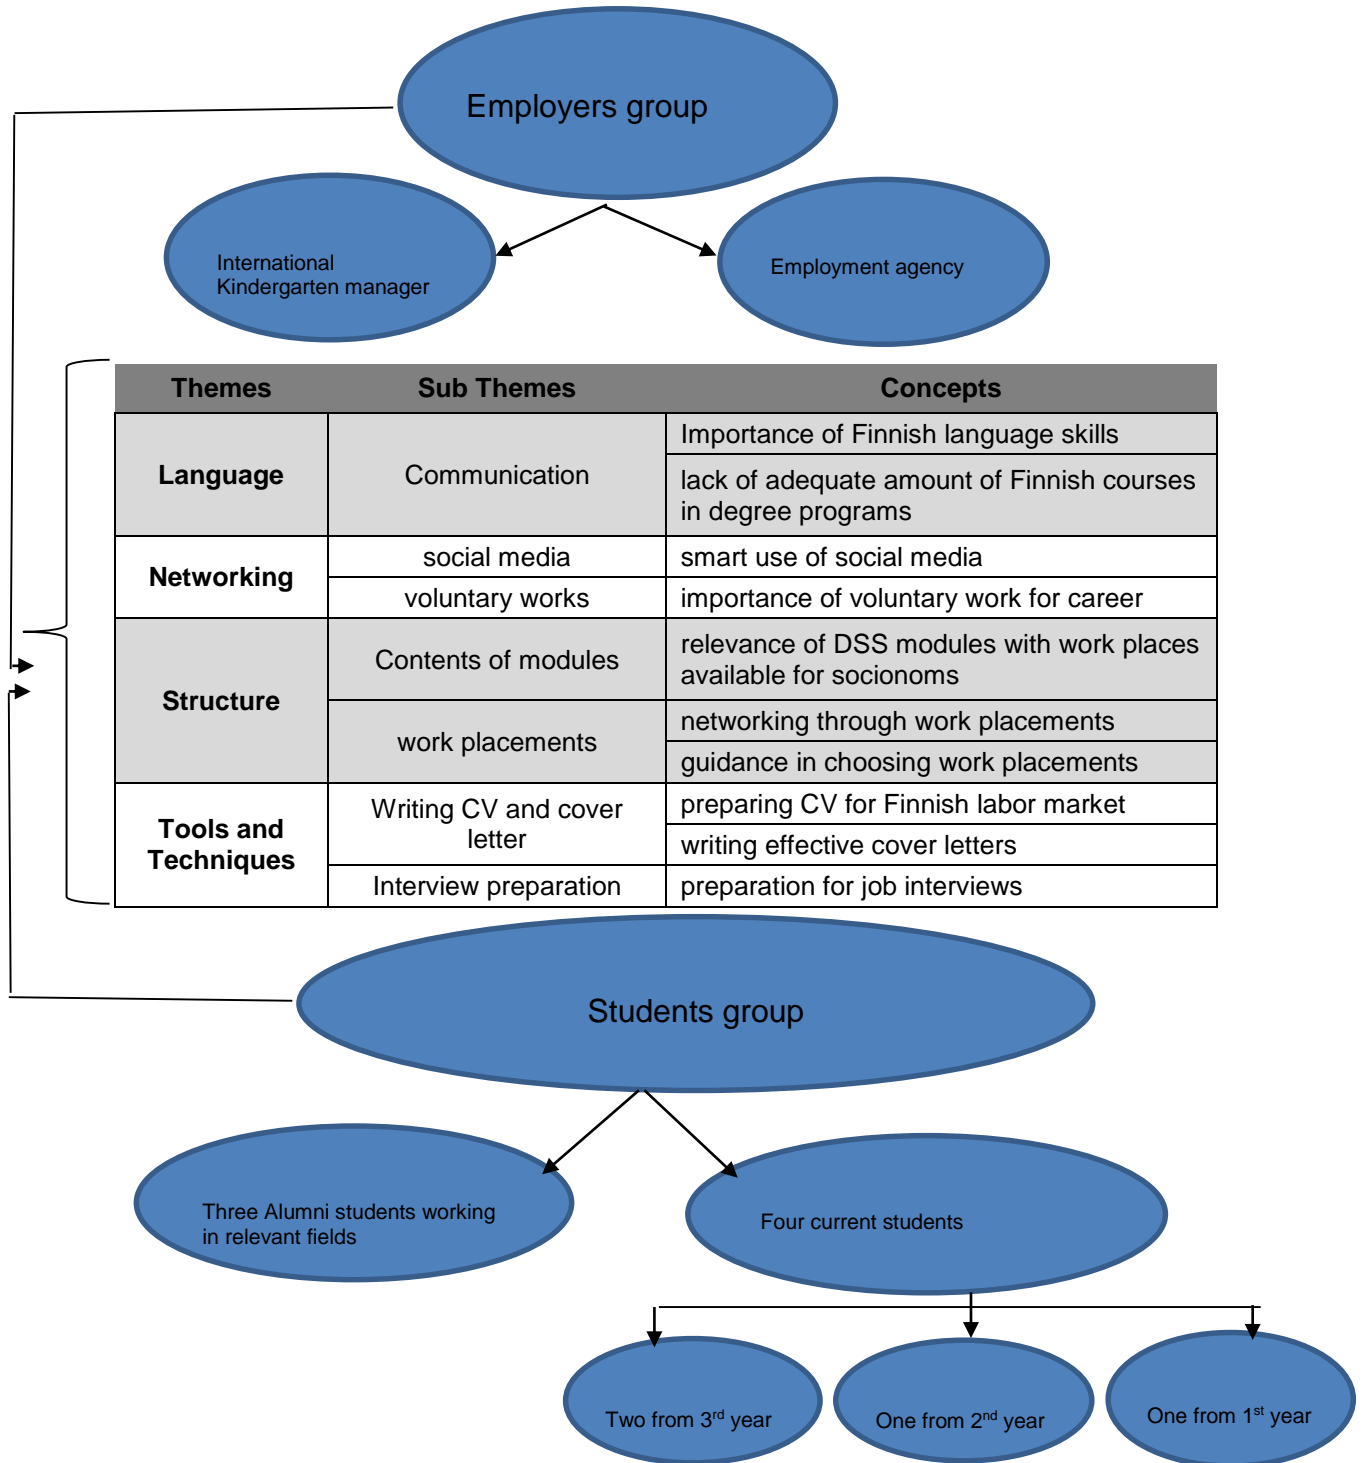 Employers group
International
Kindergarten manager
Employment agency
Themes Sub Themes Concepts
Language
Communication
Importance of Finnish language skills
lack of adequate amount of Finnish courses
in degree programs
Networking
social media
smart use of social media
voluntary works
importance of voluntary work for career
Structure
Contents of modules
relevance of DSS modules with work places
available for socionoms
work placements
networking through work placements
guidance in choosing work placements
Tools and
Techniques
Writing CV and cover
letter
preparing CV for Finnish labor market
writing effective cover letters
Interview preparation
preparation for job interviews
Students group
Three Alumni students working
in relevant fields
Four current students
Two from 3rd year
One from 2nd year
One from 1st year